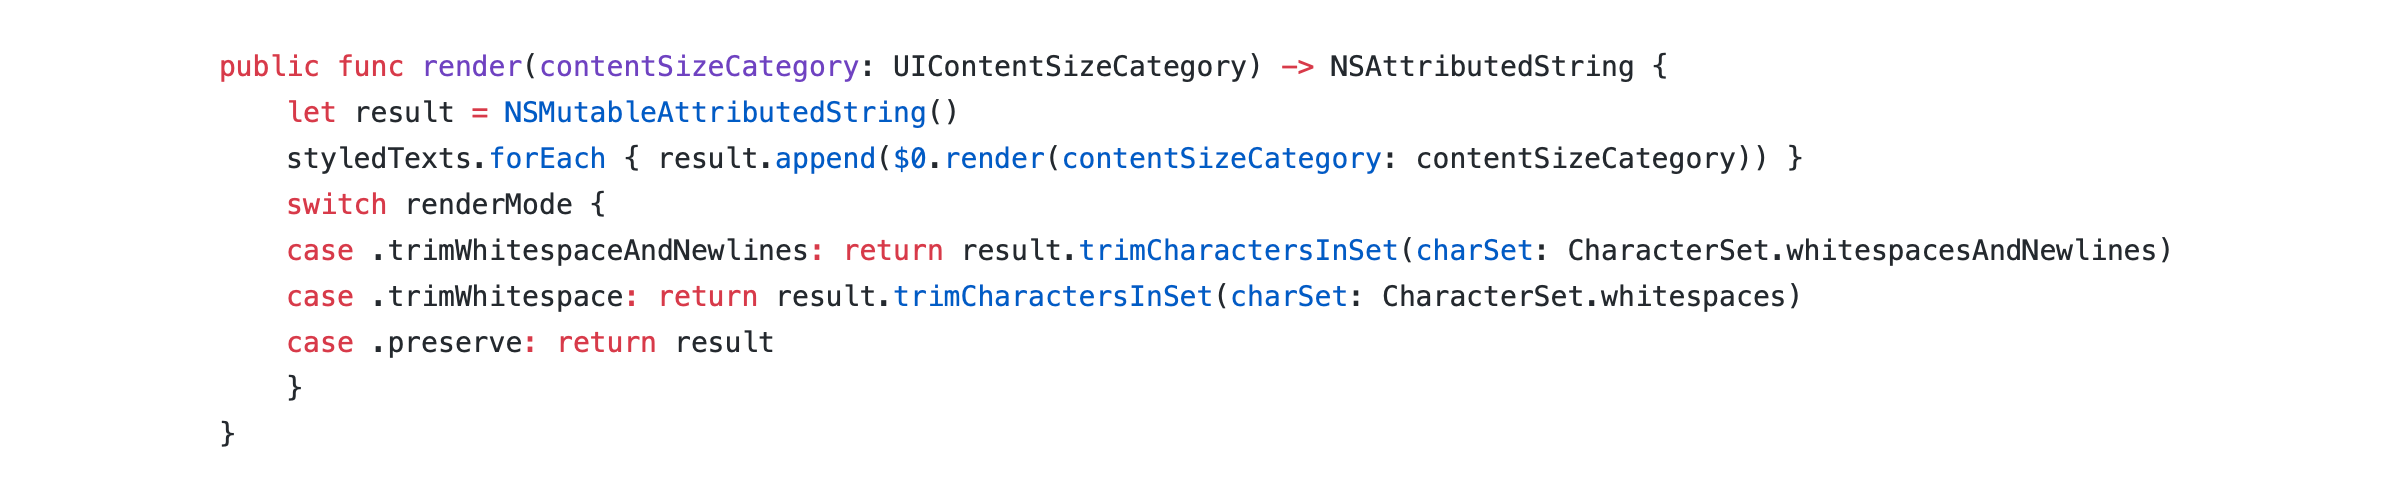 public func render(contentSizeCategory: UIContentSizeCategory) -> NSAttributedString {
    let result = NSMutableAttributedString()
    styledTexts.forEach { result.append($0.render(contentSizeCategory: contentSizeCategory)) }
    switch renderMode {
    case .trimWhitespaceAndNewlines: return result.trimCharactersInSet(charSet: CharacterSet.whitespacesAndNewlines)
    case .trimWhitespace: return result.trimCharactersInSet(charSet: CharacterSet.whitespaces)
    case .preserve: return result
    }
}